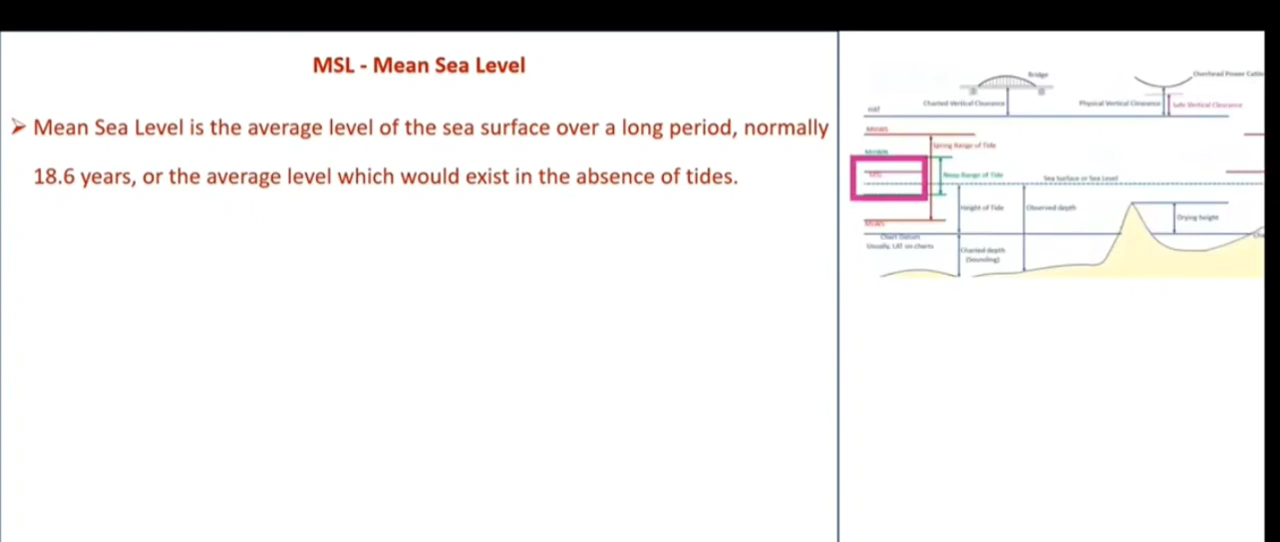 MSL - Mean Sea Level
➢ Mean Sea Level is the average level of the sea surface over a long period, normally
18.6 years, or the average level which would exist in the absence of tides.
Bridge
Overhead Power Cable
Charted Vertical Clearance
Physical Vertical Clearance
Safe Vertical Clearance
HAT
MHWS
Spring Range of Tide
MHWN
MSL
Neap Range of Tide
Sea Surface or Sea Level
Height of Tide
Observed depth
Drying height
MLWS
Chart Datum
Usually LAT on charts
Charted depth
(Sounding)